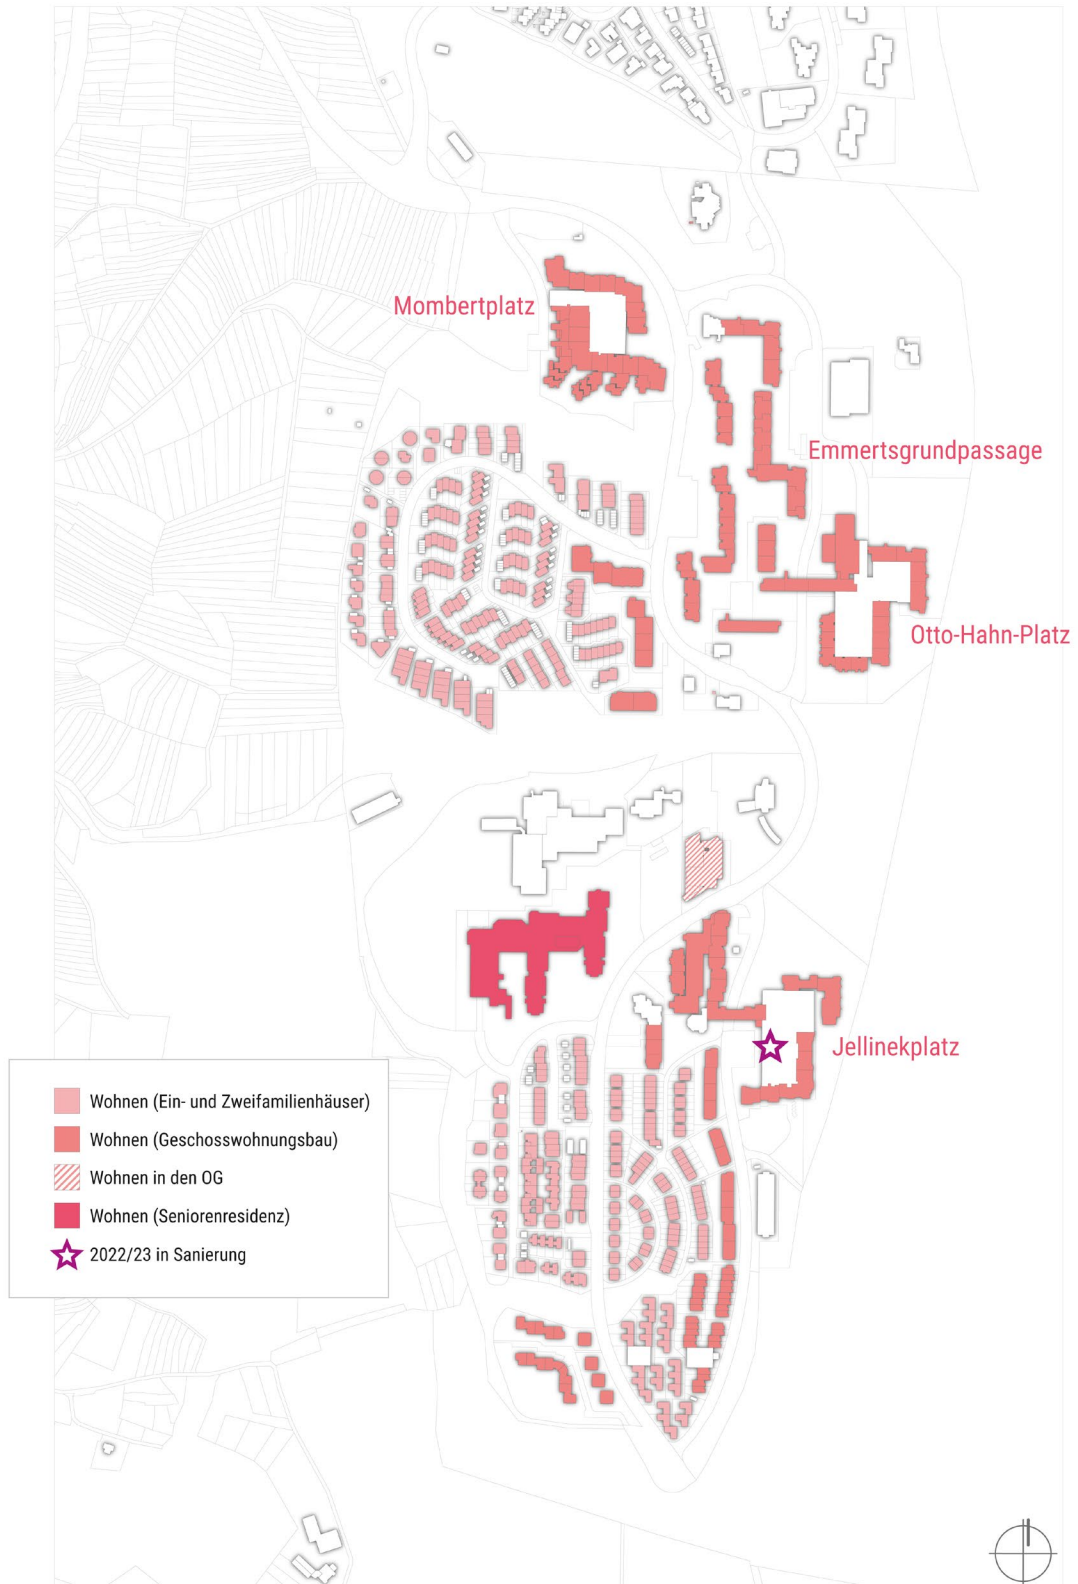 Mombertplatz
Emmertsgrundpassage
Otto-Hahn-Platz
Jellinekplatz
Wohnen (Ein- und Zweifamilienhäuser)
Wohnen (Geschosswohnungsbau)
Wohnen in den OG
Wohnen (Seniorenresidenz)
2022/23 in Sanierung